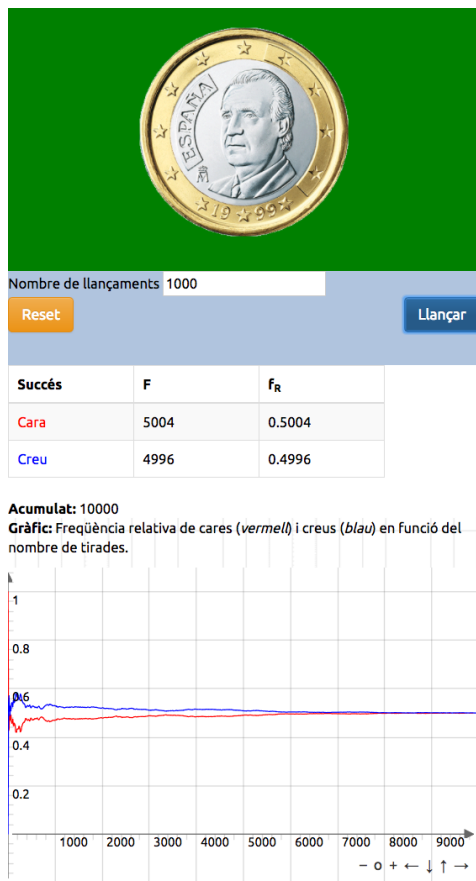 ESPAÑA
19 99
Nombre de llançaments 1000
Reset Llançar
Succés F fR
Cara 5004 0.5004
Creu 4996 0.4996
Acumulat: 10000
Gràfic: Freqüència relativa de cares (vermell) i creus (blau) en funció del
nombre de tirades.
1
0.8
0.6
0.4
0.2
1000 2000 3000 4000 5000 6000 7000 8000 9000
− o + ← ↓ ↑ →